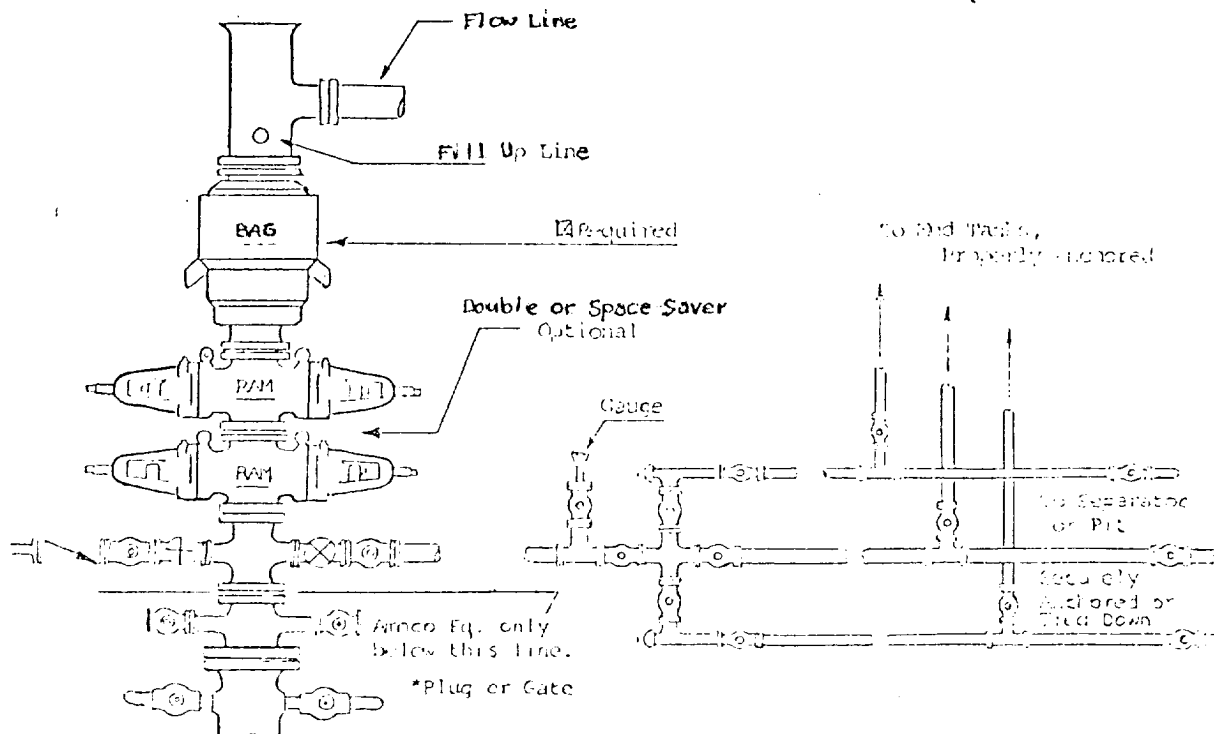 Flow Line
Fill Up Line
BAG
Required
To Mud Tanks,
Properly Anchored
Double or Space Saver
Optional
RAM
Gauge
RAM
To Separator
or Pit
Securely
Anchored or
Tied Down
Armco Eq. only
below this line.
*Plug or Gate